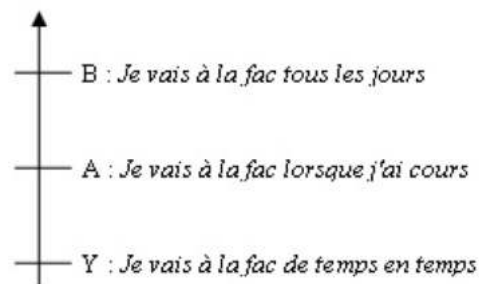 B : Je vais à la fac tous les jours
A : Je vais à la fac lorsque j'ai cours
Y : Je vais à la fac de temps en temps